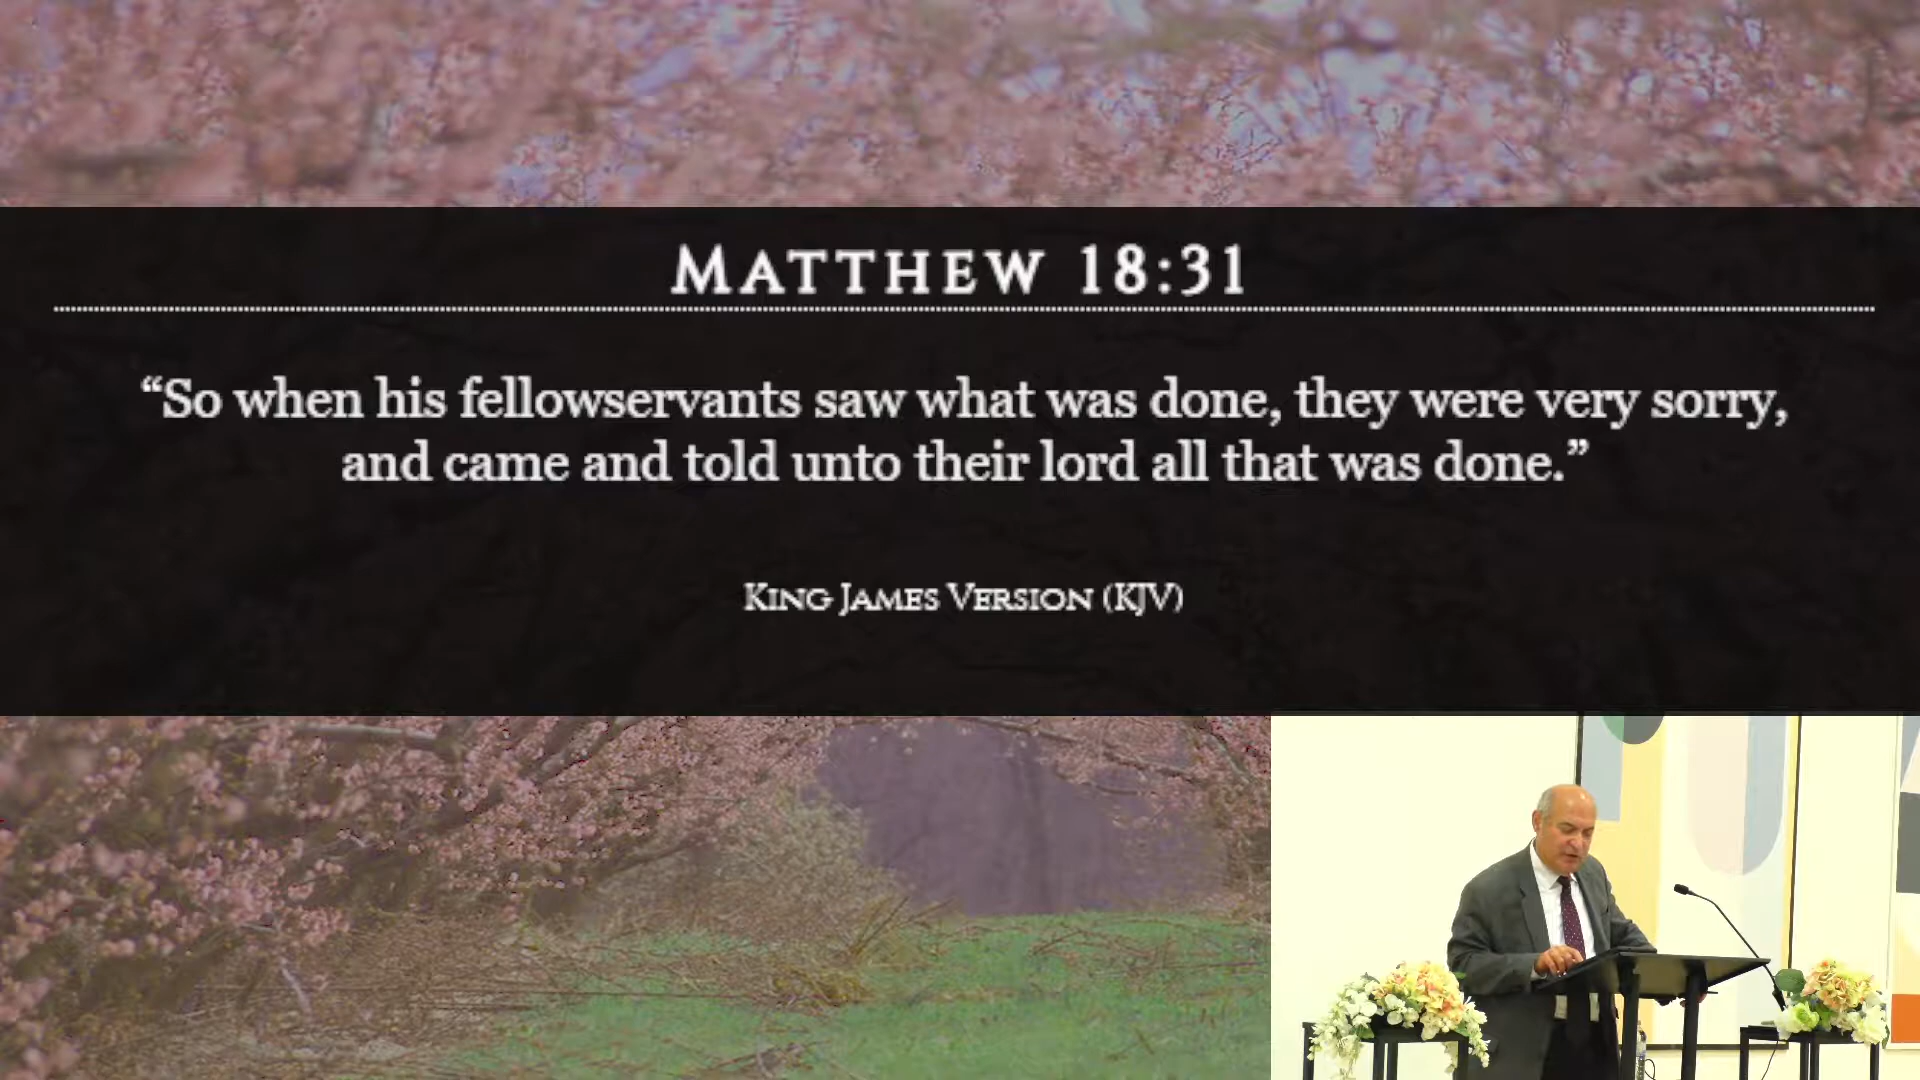 MATTHEW 18:31
“So when his fellowservants saw what was done, they were very sorry,
and came and told unto their lord all that was done.”
KING JAMES VERSION (KJV)